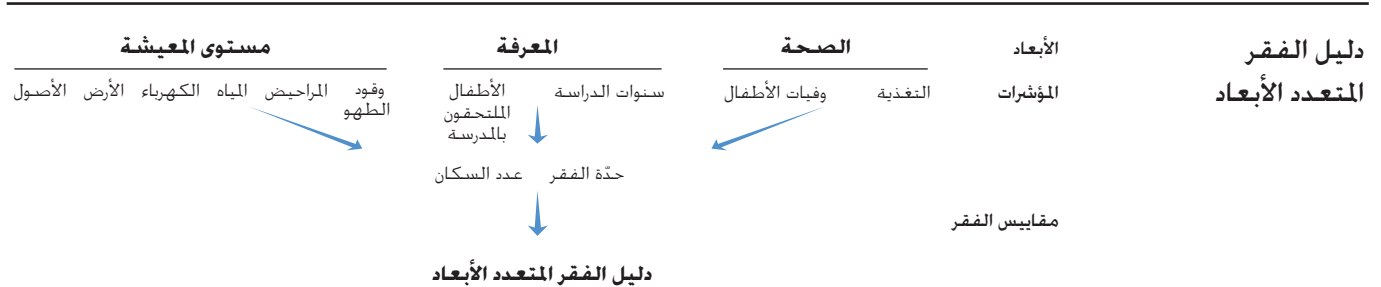 دليل الفقر
المتعدد الأبعاد
الأبعاد
الصحة
المعرفة
مستوى المعيشة
المؤشرات
التغذية
وفيات الأطفال
سنوات الدراسة
الأطفال
الملتحقون
بالمدرسة
وقود
الطهو
المراحيض
المياه
الكهرباء
الأرض
الأصول
حدّة الفقر
عدد السكان
مقاييس الفقر
دليل الفقر المتعدد الأبعاد